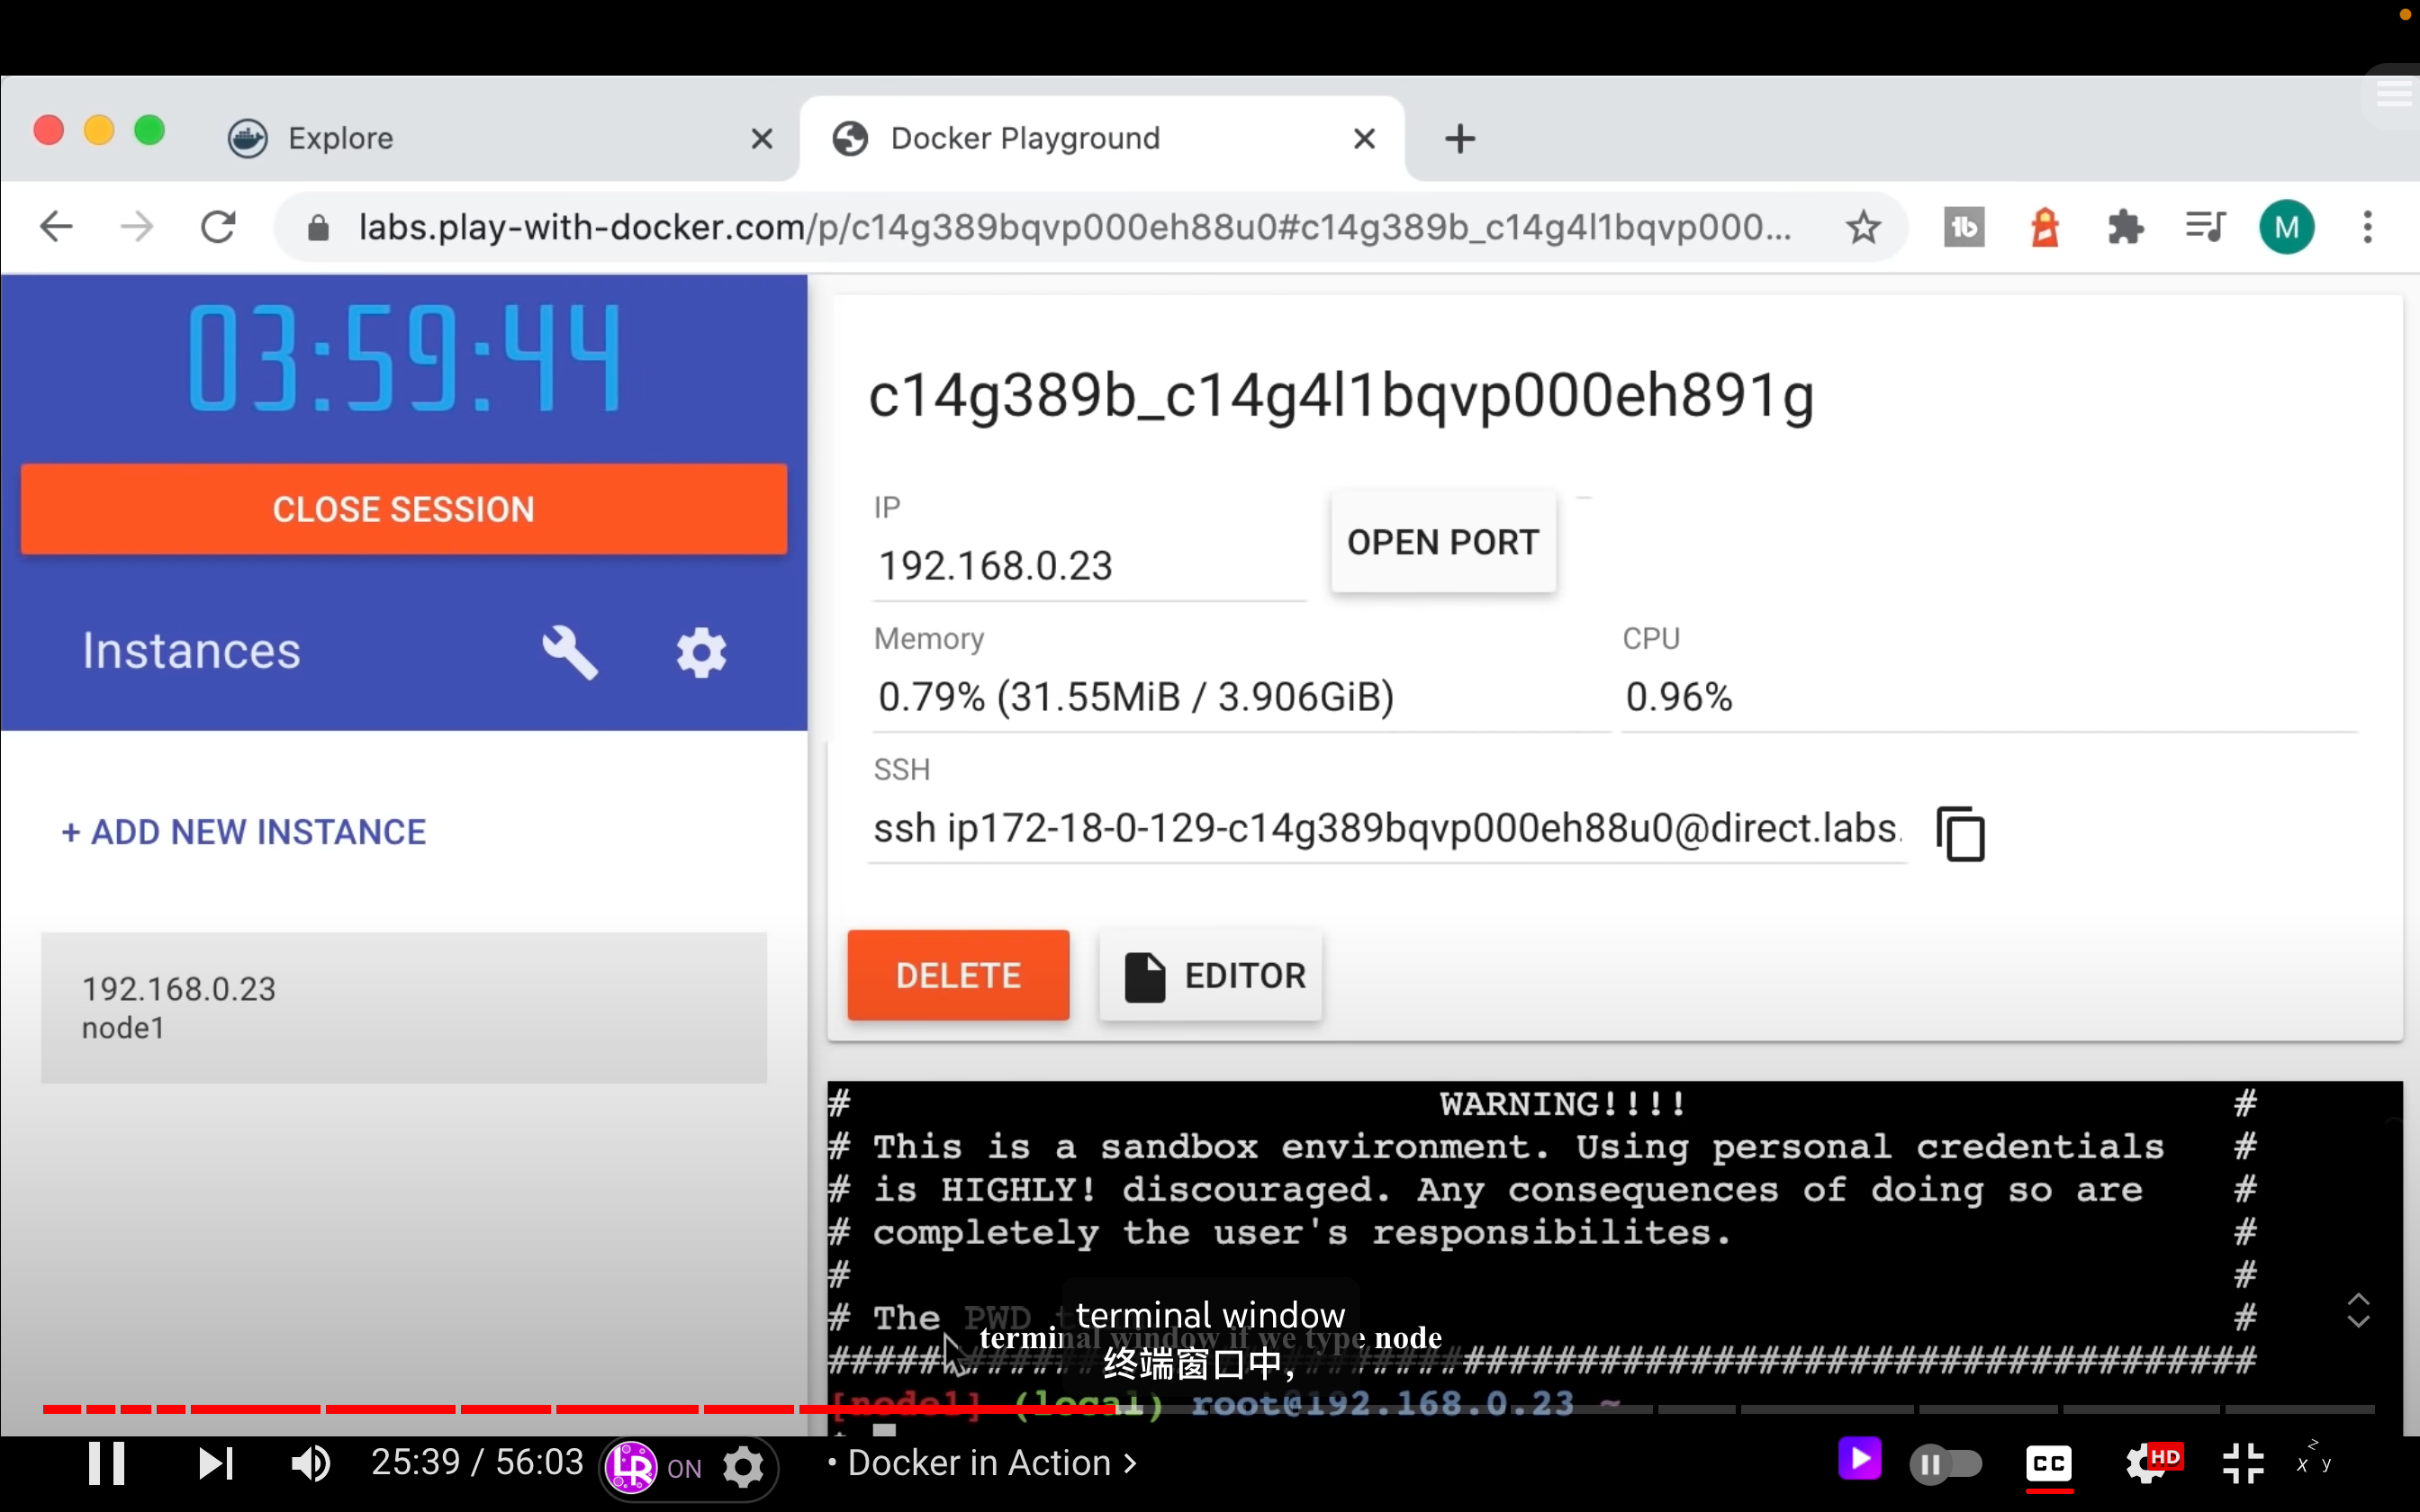 Explore
Docker Playground
labs.play-with-docker.com/p/c14g389bqvp000eh88u0#c14g389b_c14g4l1bqvp000...
M
03:59:44
CLOSE SESSION
Instances
+ ADD NEW INSTANCE
192.168.0.23
node1
c14g389b_c14g4l1bqvp000eh891g
IP
192.168.0.23
OPEN PORT
Memory
0.79% (31.55MiB / 3.906GiB)
CPU
0.96%
SSH
ssh ip172-18-0-129-c14g389bqvp000eh88u0@direct.labs.
DELETE
EDITOR
# WARNING!!!! #
# This is a sandbox environment. Using personal credentials #
# is HIGHLY! discouraged. Any consequences of doing so are #
# completely the user's responsibilites. #
# #
# The PWD t #
terminal window
terminal window if we type node
终端窗口中,
[node1] (local) root@192.168.0.23 ~
25:39 / 56:03
LR ON
• Docker in Action >
CC
HD
z
x y